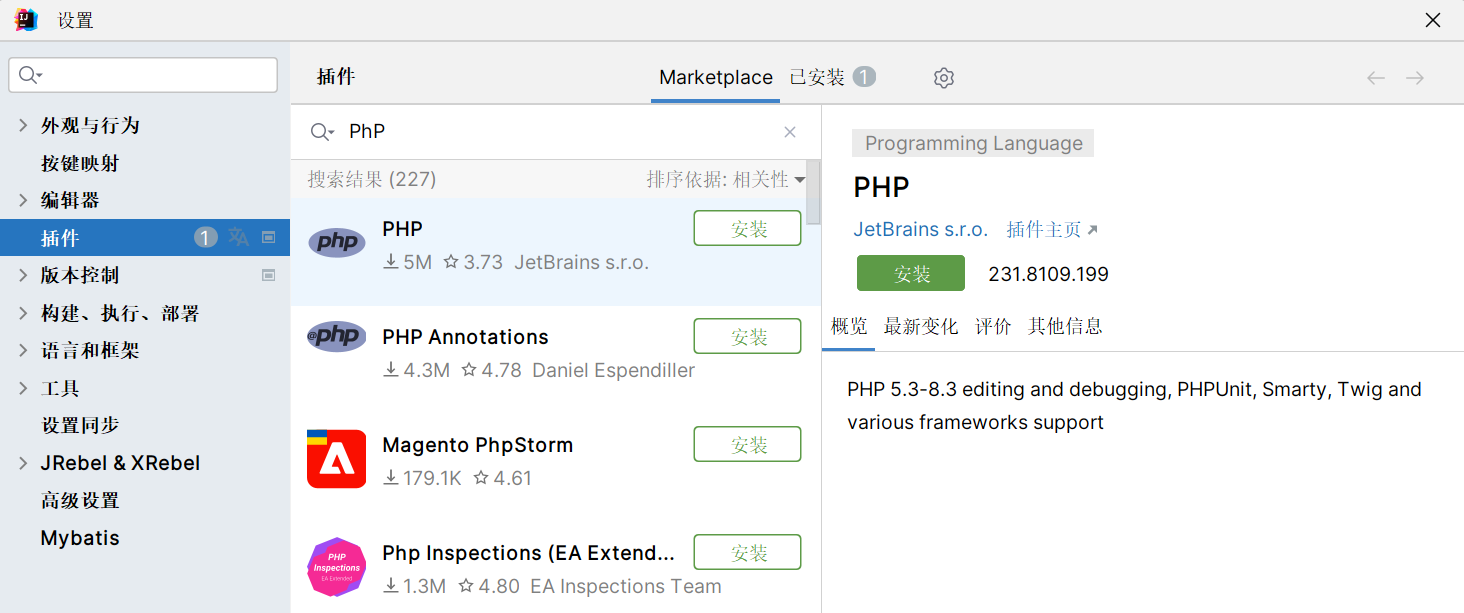 设置
外观与行为
按键映射
编辑器
插件 1
版本控制
构建、执行、部署
语言和框架
工具
设置同步
JRebel & XRebel
高级设置
Mybatis
插件
Marketplace 已安装 1
PhP
搜索结果 (227) 排序依据: 相关性
php
PHP 安装
5M 3.73 JetBrains s.r.o.
@php
PHP Annotations 安装
4.3M 4.78 Daniel Espendiller
Magento PhpStorm 安装
179.1K 4.61
PHP
Inspections
EA Extended
Php Inspections (EA Extend... 安装
1.3M 4.80 EA Inspections Team
Programming Language
PHP
JetBrains s.r.o. 插件主页
安装 231.8109.199
概览 最新变化 评价 其他信息
PHP 5.3-8.3 editing and debugging, PHPUnit, Smarty, Twig and
various frameworks support